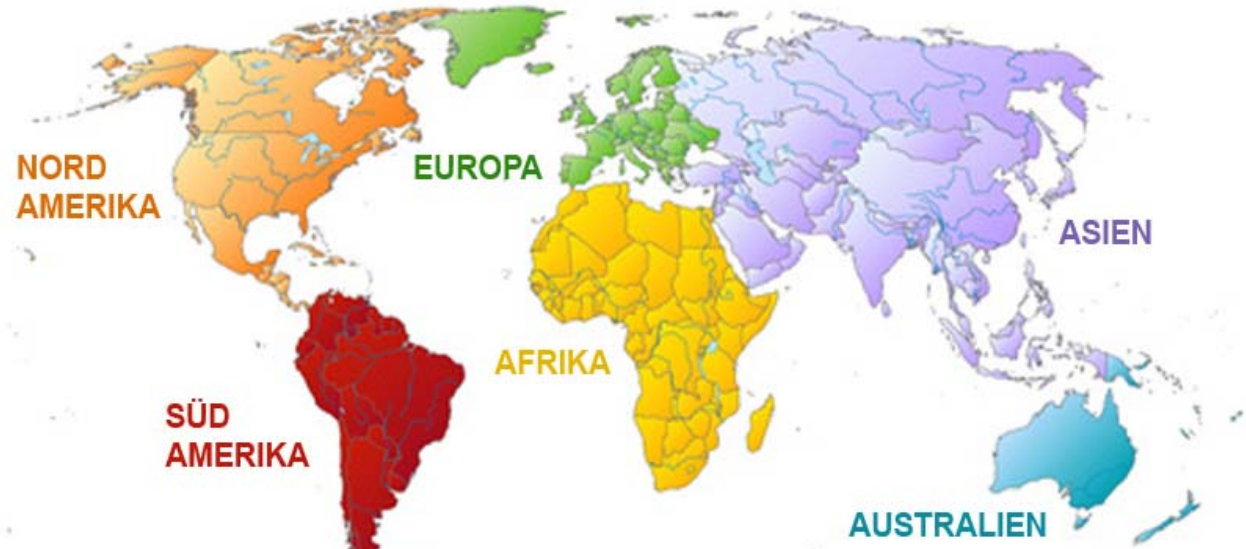 NORD
AMERIKA
EUROPA
ASIEN
AFRIKA
SÜD
AMERIKA
AUSTRALIEN